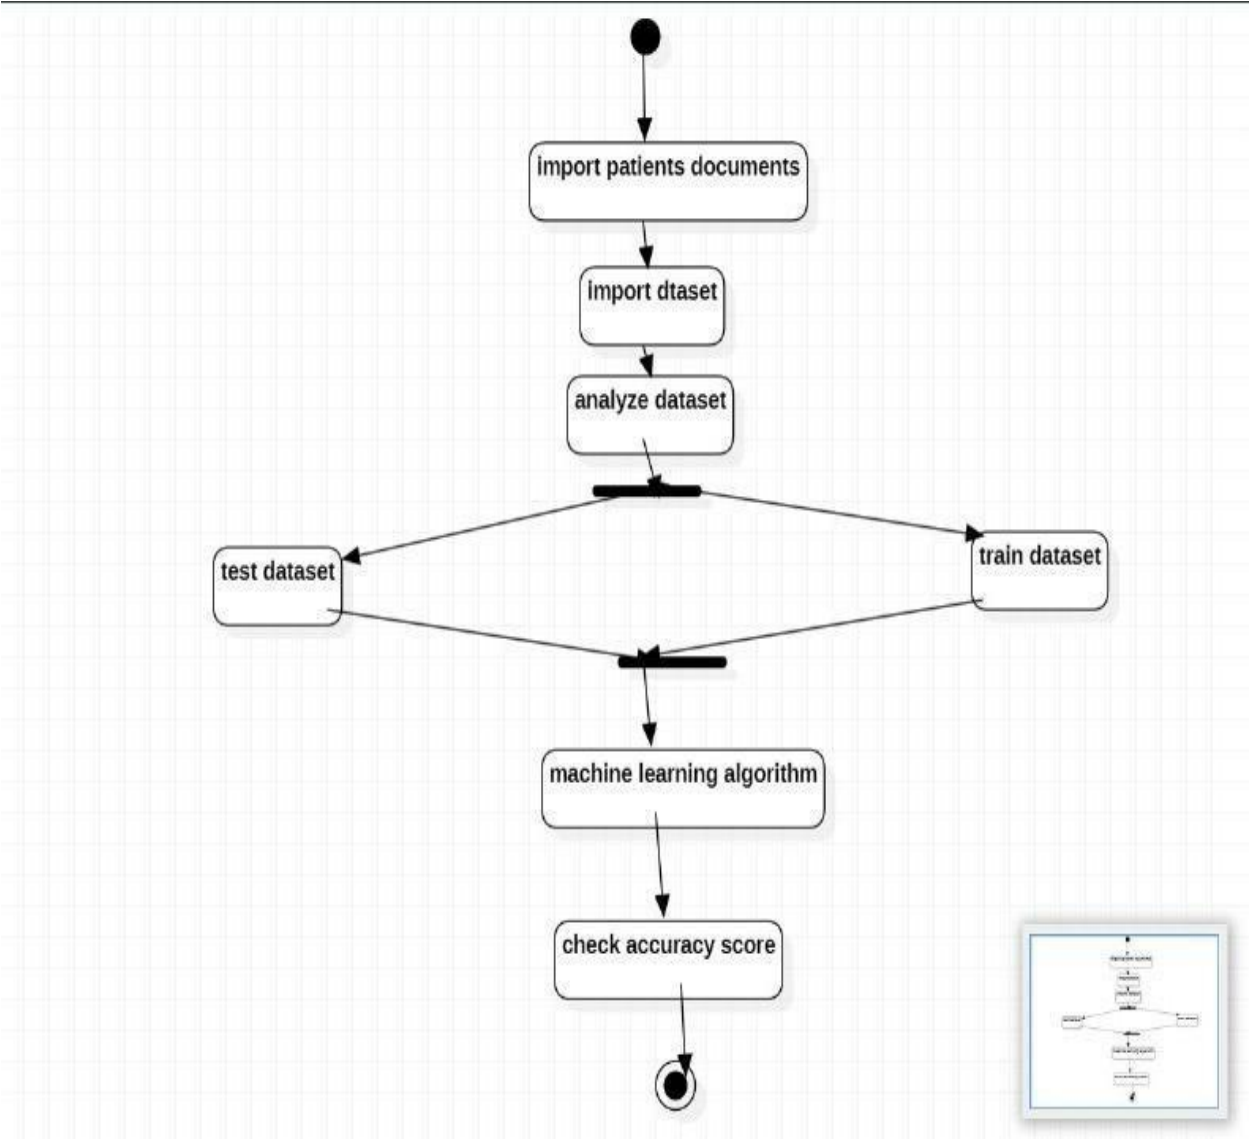 import patients documents
import dtaset
analyze dataset
test dataset
train dataset
machine learning algorithm
check accuracy score